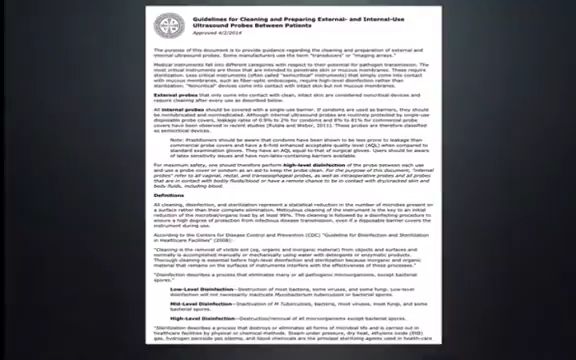 Guidelines for Cleaning and Preparing External- and Internal-Use
Ultrasound Probes Between Patients
Approved 4/2/2014
The purpose of this document is to provide guidance regarding the cleaning and preparation of external and
internal ultrasound probes. Some manufacturers use the term "transducers" or "imaging arrays."
Medical instruments fall into different categories with respect to their potential for pathogen transmission. The
most critical instruments are those that are intended to penetrate skin or mucous membranes. These require
sterilization. Less critical instruments (often called "semicritical" instruments) that simply come into contact
with mucous membranes, such as fiber-optic endoscopes, require high-level disinfection rather than
sterilization. "Noncritical" devices come into contact with intact skin but not mucous membranes.
External probes that only come into contact with clean, intact skin are considered noncritical devices and
require cleaning after every use as described below.
All internal probes should be covered with a single-use barrier. If condoms are used as barriers, they should
be nonlubricated and nonmedicated. Although internal ultrasound probes are routinely protected by single-use
disposable probe covers, leakage rates of 0.9% to 2% for condoms and 8% to 81% for commercial probe
covers have been observed in recent studies (Rutala and Weber, 2011). These probes are therefore classified
as semicritical devices.
Note: Practitioners should be aware that condoms have been shown to be less prone to leakage than
commercial probe covers and have a 6-fold enhanced acceptable quality level (AQL) when compared to
standard examination gloves. They have an AQL equal to that of surgical gloves. Users should be aware
of latex sensitivity issues and have non-latex-containing barriers available.
For maximum safety, one should therefore perform high-level disinfection of the probe between each use
and use a probe cover or condom as an aid to keep the probe clean. For the purpose of this document, "internal
probes" refer to all vaginal, rectal, and transesophageal probes, as well as intraoperative probes and all probes
that are in contact with bodily fluids/blood or have a remote chance to be in contact with dry/cracked skin and
body fluids, including blood.
Definitions
All cleaning, disinfection, and sterilization represent a statistical reduction in the number of microbes present on
a surface rather than their complete elimination. Meticulous cleaning of the instrument is the key to an initial
reduction of the microbial/organic load by at least 99%. This cleaning is followed by a disinfecting procedure to
ensure a high degree of protection from infectious disease transmission, even if a disposable barrier covers the
instrument during use.
According to the Centers for Disease Control and Prevention (CDC) "Guideline for Disinfection and Sterilization
in Healthcare Facilities" (2008):
"Cleaning is the removal of visible soil (eg, organic and inorganic material) from objects and surfaces and
normally is accomplished manually or mechanically using water with detergents or enzymatic products.
Thorough cleaning is essential before high-level disinfection and sterilization because inorganic and organic
material that remains on the surfaces of instruments interfere with the effectiveness of these processes."
"Disinfection describes a process that eliminates many or all pathogenic microorganisms, except bacterial
spores."
Low-Level Disinfection—Destruction of most bacteria, some viruses, and some fungi. Low-level
disinfection will not necessarily inactivate Mycobacterium tuberculosis or bacterial spores.
Mid-Level Disinfection—Inactivation of M Tuberculosis, bacteria, most viruses, most fungi, and some
bacterial spores.
High-Level Disinfection—Destruction/removal of all microorganisms except bacterial spores.
"Sterilization describes a process that destroys or eliminates all forms of microbial life and is carried out in
healthcare facilities by physical or chemical methods. Steam under pressure, dry heat, ethylene oxide (EtO)
gas, hydrogen peroxide gas plasma, and liquid chemicals are the principal sterilizing agents used in health-care